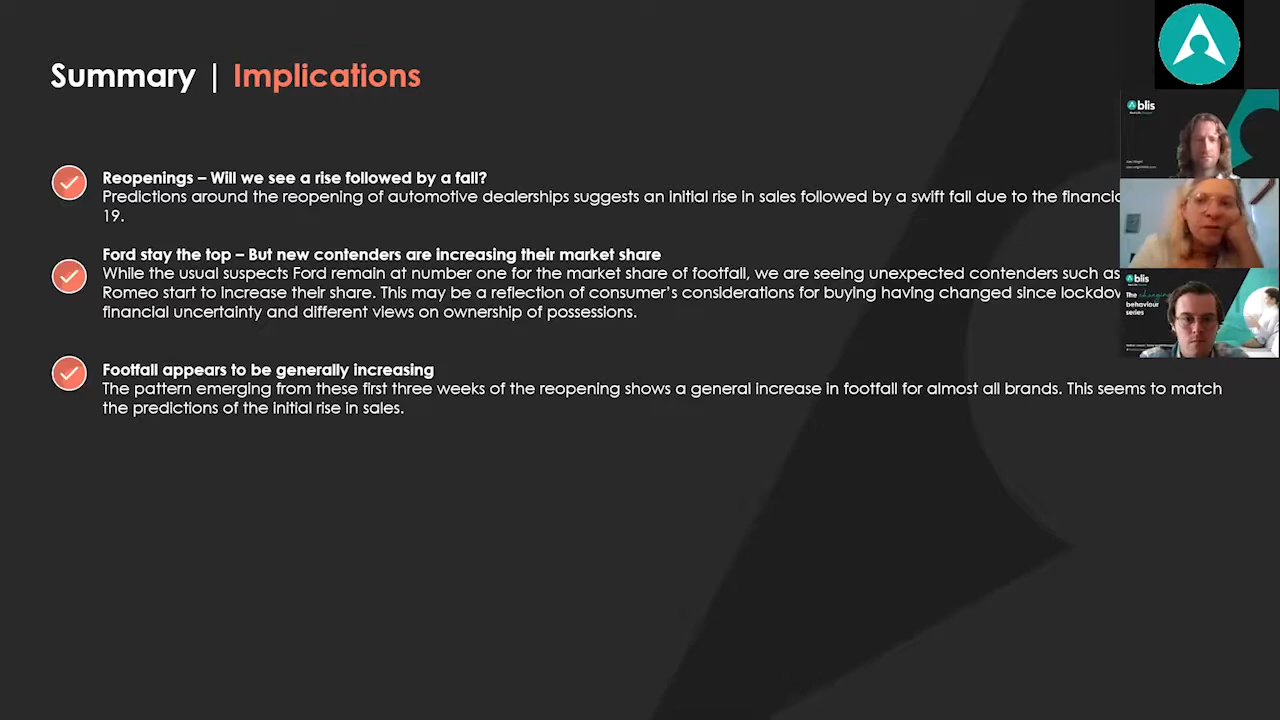 Summary | Implications
Reopenings – Will we see a rise followed by a fall?
Predictions around the reopening of automotive dealerships suggests an initial rise in sales followed by a swift fall due to the
19.
Ford stay the top – But new contenders are increasing their market share
While the usual suspects Ford remain at number one for the market share of footfall, we are seeing unexpected contenders such as
Romeo start to increase their share. This may be a reflection of consumer’s considerations for buying having changed since
financial uncertainty and different views on ownership of possessions.
Footfall appears to be generally increasing
The pattern emerging from these first three weeks of the reopening shows a general increase in footfall for almost all brands. This seems to match
the predictions of the initial rise in sales.
blis
blis
The changing
behaviour
series